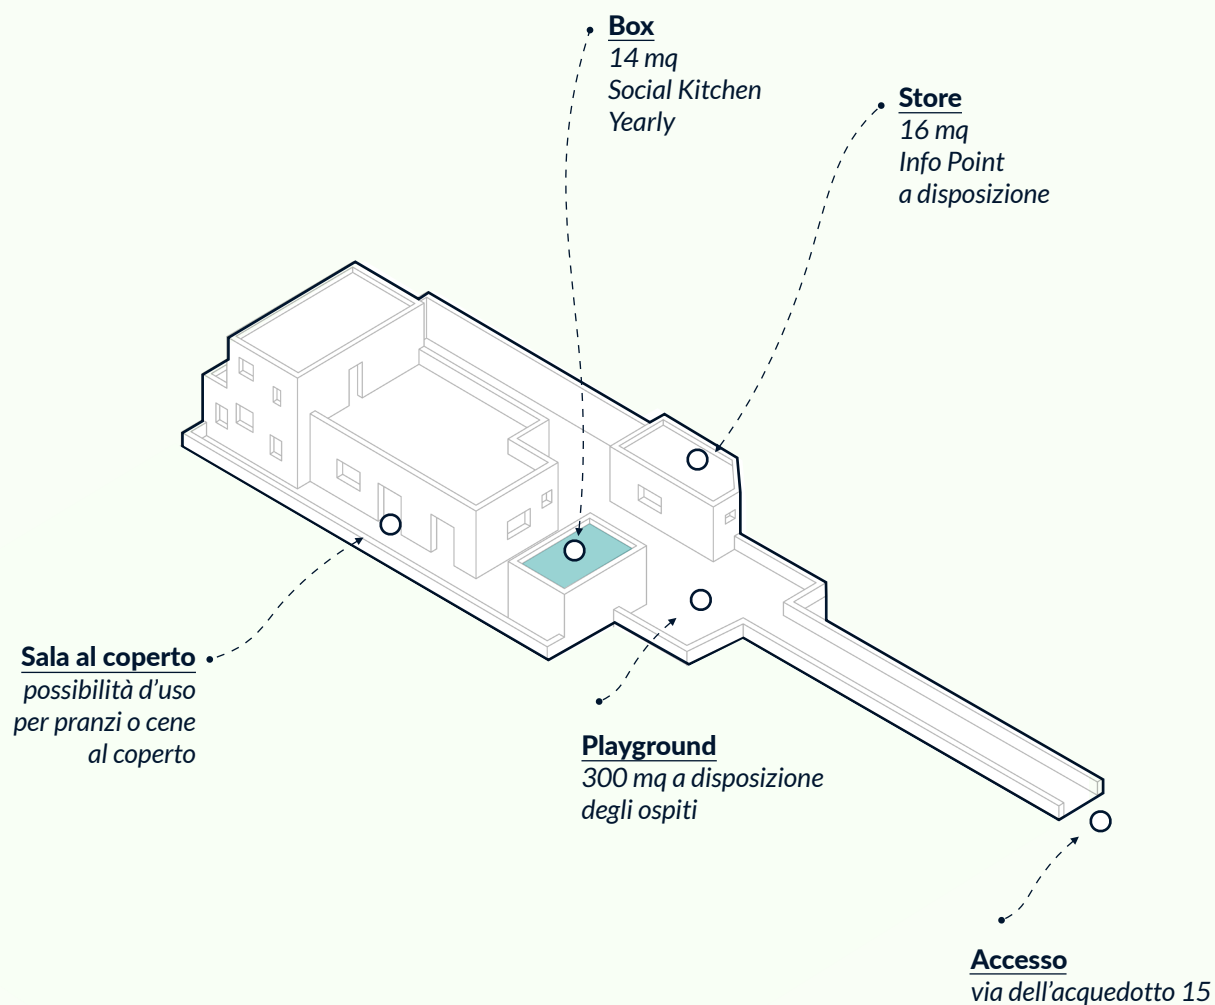 Box
14 mq
Social Kitchen
Yearly
Store
16 mq
Info Point
a disposizione
Sala al coperto
possibilità d’uso
per pranzi o cene
al coperto
Playground
300 mq a disposizione
degli ospiti
Accesso
via dell’acquedotto 15